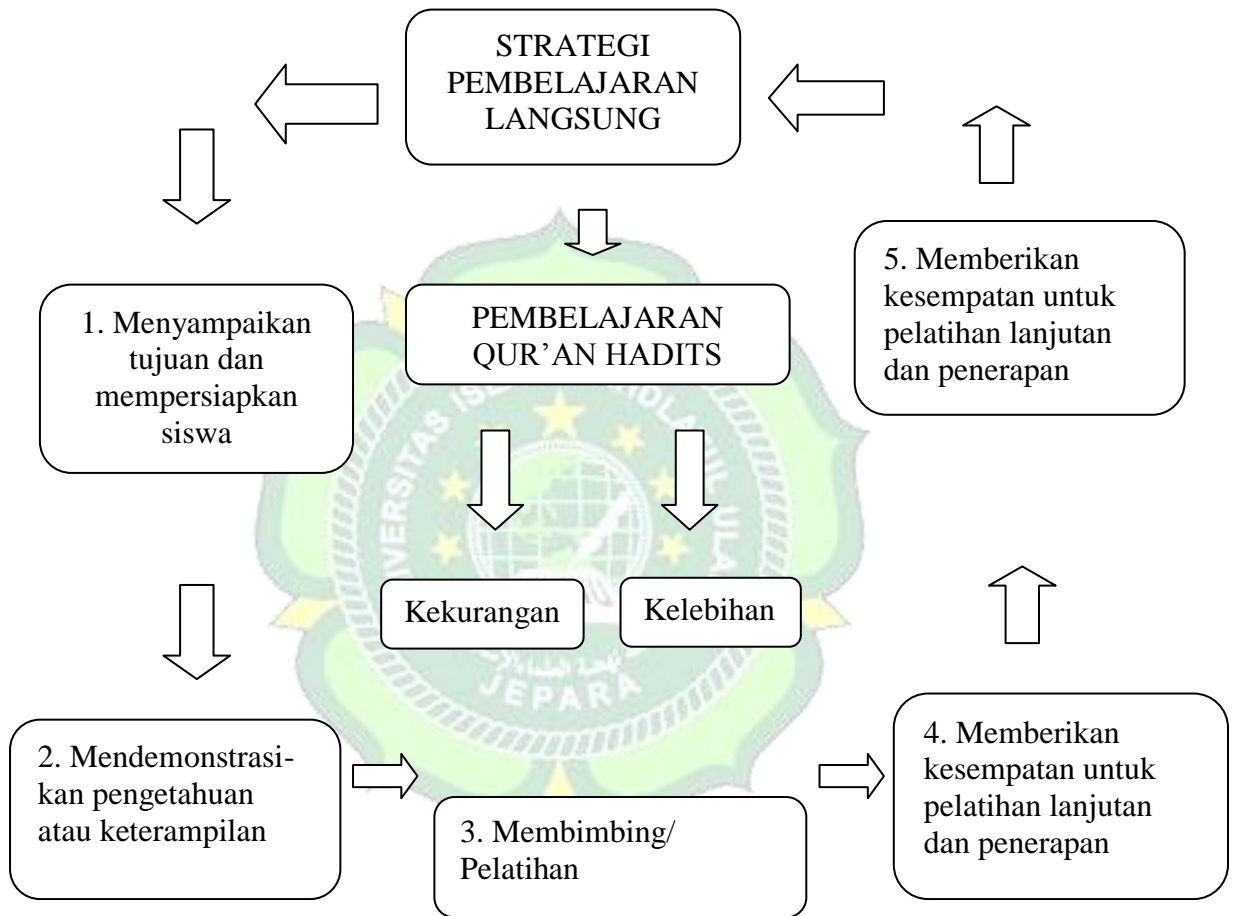 STRATEGI
PEMBELAJARAN
LANGSUNG
1. Menyampaikan
tujuan dan
mempersiapkan
siswa
PEMBELAJARAN
QUR’AN HADITS
5. Memberikan
kesempatan untuk
pelatihan lanjutan
dan penerapan
Kekurangan
Kelebihan
2. Mendemonstrasi-
kan pengetahuan
atau keterampilan
3. Membimbing/
Pelatihan
4. Memberikan
kesempatan untuk
pelatihan lanjutan
dan penerapan
JEPARA